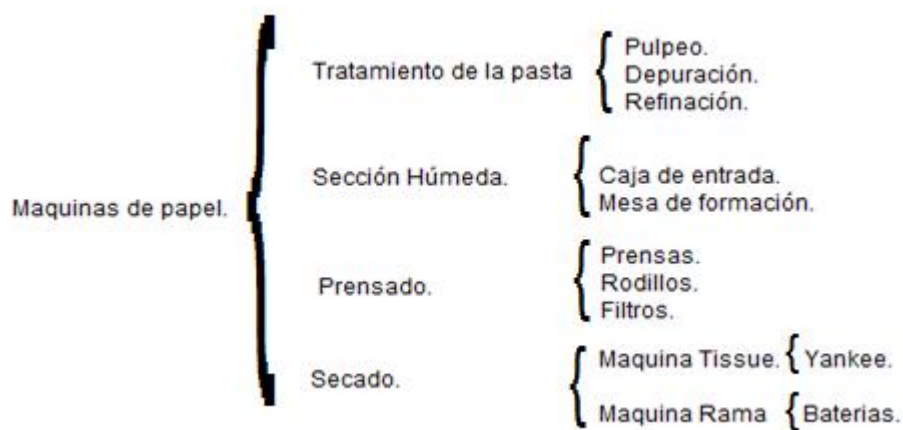 Maquinas de papel.
Tratamiento de la pasta
Pulpeo.
Depuración.
Refinación.
Sección Húmeda.
Caja de entrada.
Mesa de formación.
Prensado.
Prensas.
Rodillos.
Filtros.
Secado.
Maquina Tissue.
Yankee.
Maquina Rama
Baterias.